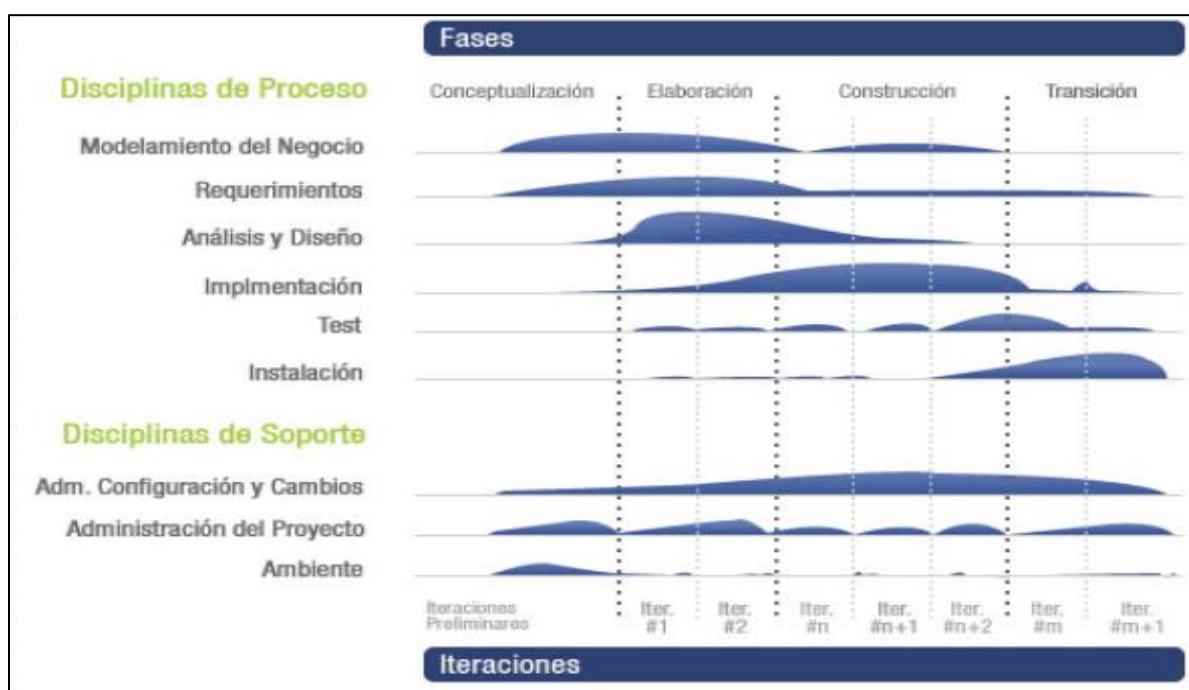 Fases
Disciplinas de Proceso
Conceptualización Elaboración Construcción Transición
Modelamiento del Negocio
Requerimientos
Análisis y Diseño
Implmentación
Test
Instalación
Disciplinas de Soporte
Adm. Configuración y Cambios
Administración del Proyecto
Ambiente
Iteraciones Iter. Iter. Iter. Iter. Iter. Iter. Iter.
Preliminares #1 #2 #n #n+1 #n+2 #m #m+1
Iteraciones